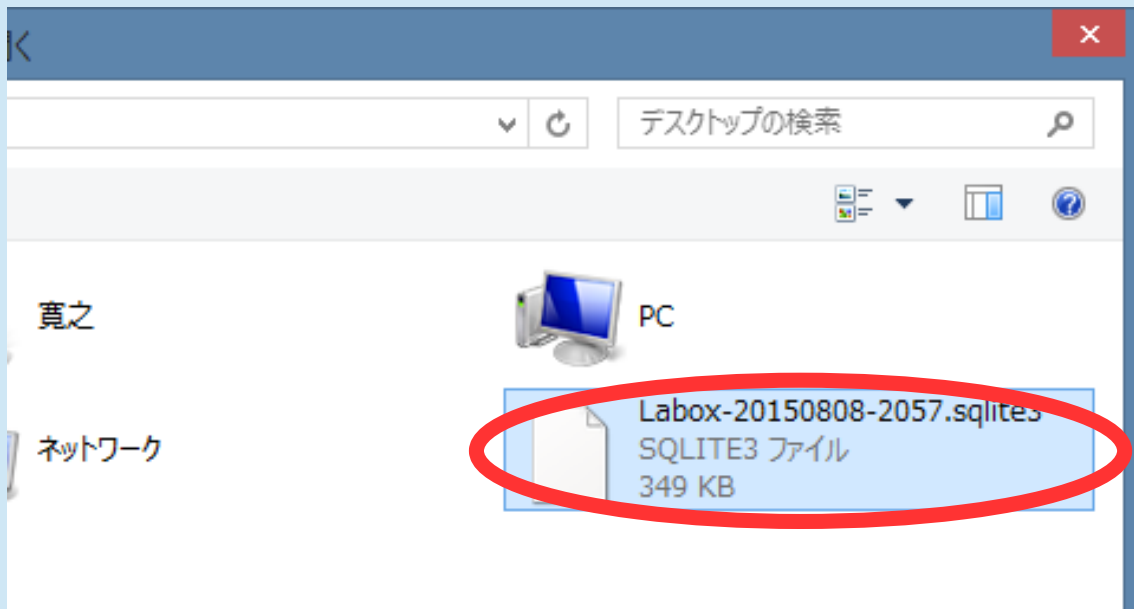 く
デスクトップの検索
寛之
PC
ネットワーク
Labox-20150808-2057.sqlite3
SQLITE3 ファイル
349 KB